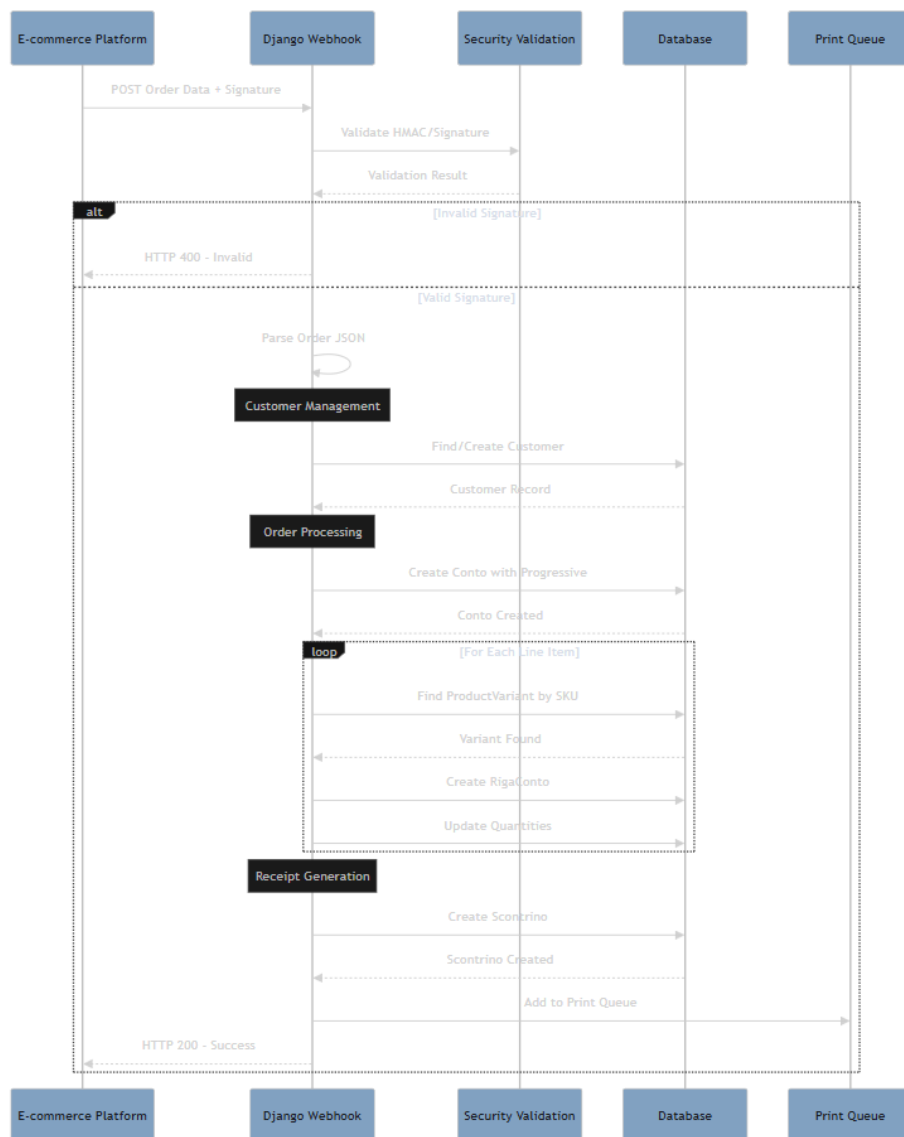 E-commerce Platform
Django Webhook
Security Validation
Database
Print Queue
POST Order Data + Signature
Validate HMAC/Signature
Validation Result
alt
[Invalid Signature]
HTTP 400 - Invalid
[Valid Signature]
Parse Order JSON
Customer Management
Find/Create Customer
Customer Record
Order Processing
Create Conto with Progressive
Conto Created
loop
[For Each Line Item]
Find ProductVariant by SKU
Variant Found
Create RigaConto
Update Quantities
Receipt Generation
Create Scontrino
Scontrino Created
Add to Print Queue
HTTP 200 - Success
E-commerce Platform
Django Webhook
Security Validation
Database
Print Queue